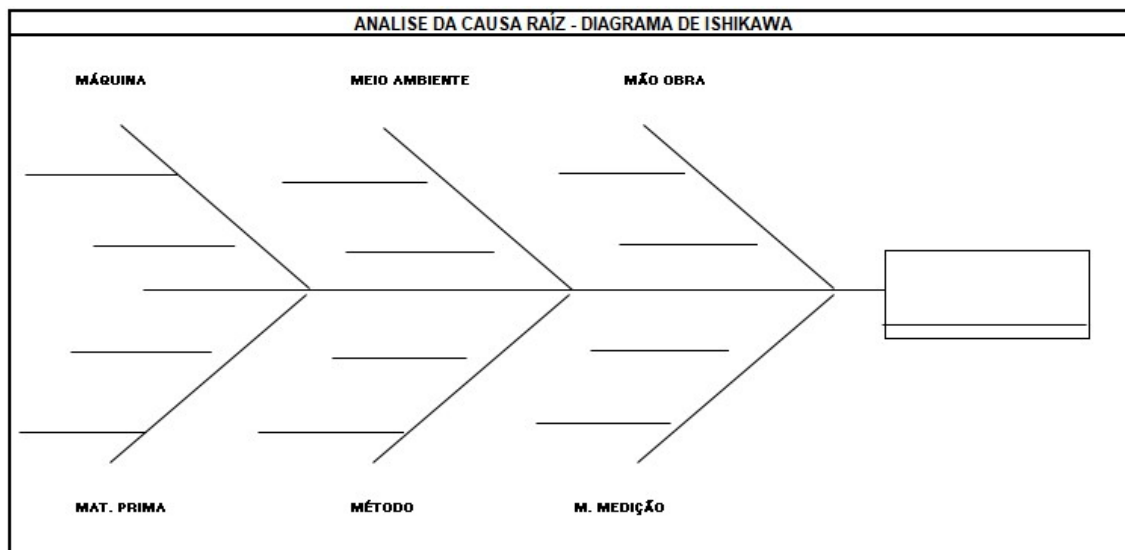 ANALISE DA CAUSA RAÍZ - DIAGRAMA DE ISHIKAWA
MÁQUINA
MEIO AMBIENTE
MÃO OBRA
MAT. PRIMA
MÉTODO
M. MEDIÇÃO